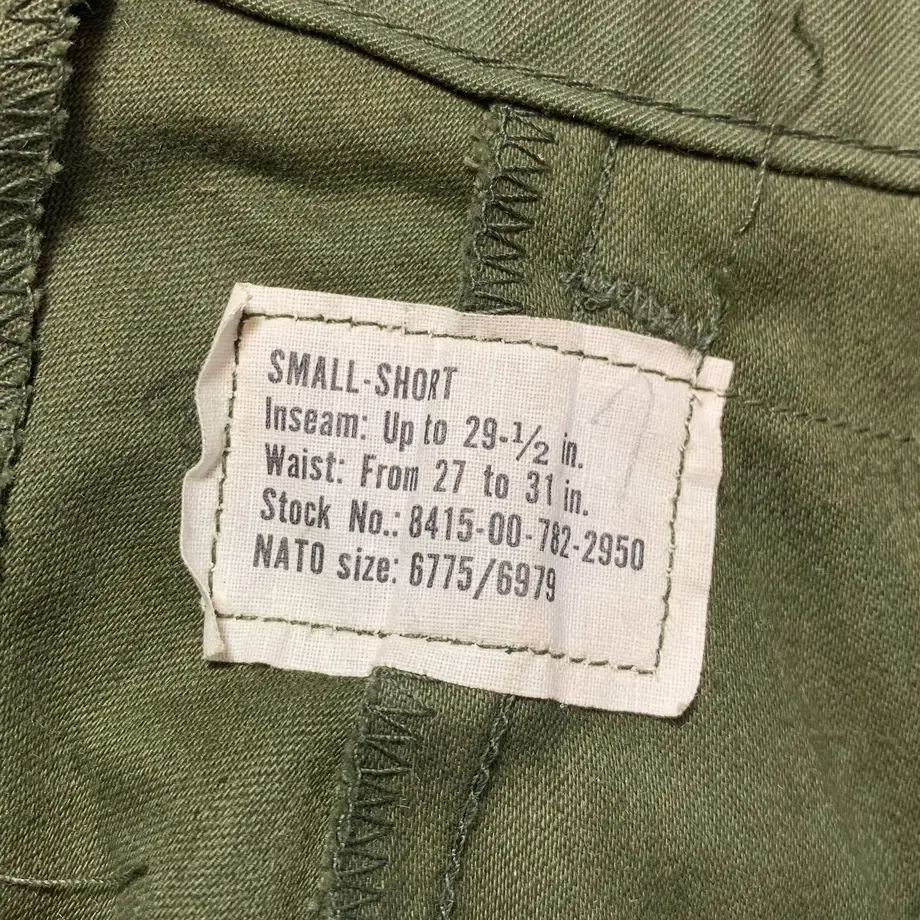 SMALL-SHORT
Inseam: Up to 29-1/2 in.
Waist: From 27 to 31 in.
Stock No.: 8415-00-782-2950
NATO size: 6775/6979